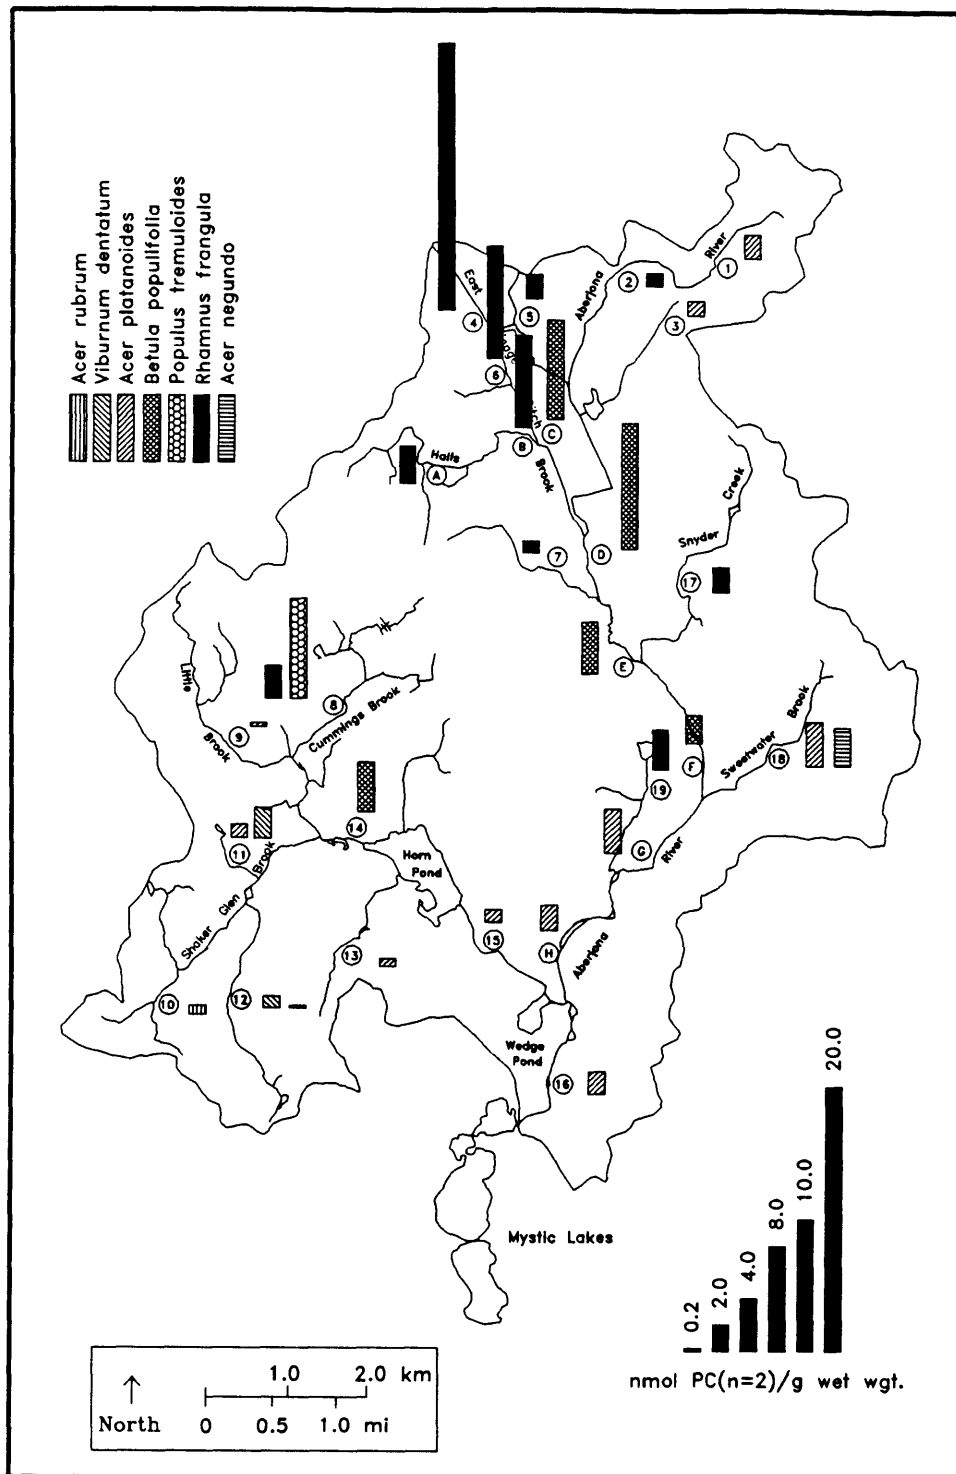 Acer rubrum
Viburnum dentatum
Acer platanoides
Betula populifolia
Populus tremuloides
Rhamnus frangula
Acer negundo
River
1
Aberjona
2
3
East
4
5
6
Ditch
C
B
Halls
A
Brook
7
D
Creek
Snyder
17
E
Little
Brook
9
8
Cummings Brook
Brook
Sweetwater
18
F
19
G
River
14
11
Brook
Glen
Shaker
Horn
Pond
13
15
H
Aberjona
10
12
Wedge
Pond
16
Mystic Lakes
0.2
2.0
4.0
8.0
10.0
20.0
nmol PC(n=2)/g wet wgt.
North
1.0 2.0 km
0 0.5 1.0 mi